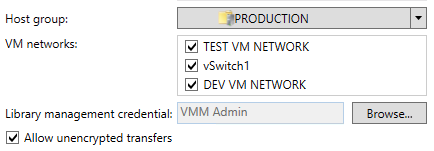 Host group: PRODUCTION
VM networks: TEST VM NETWORK
vSwitch1
DEV VM NETWORK
Library management credential: VMM Admin Browse...
Allow unencrypted transfers